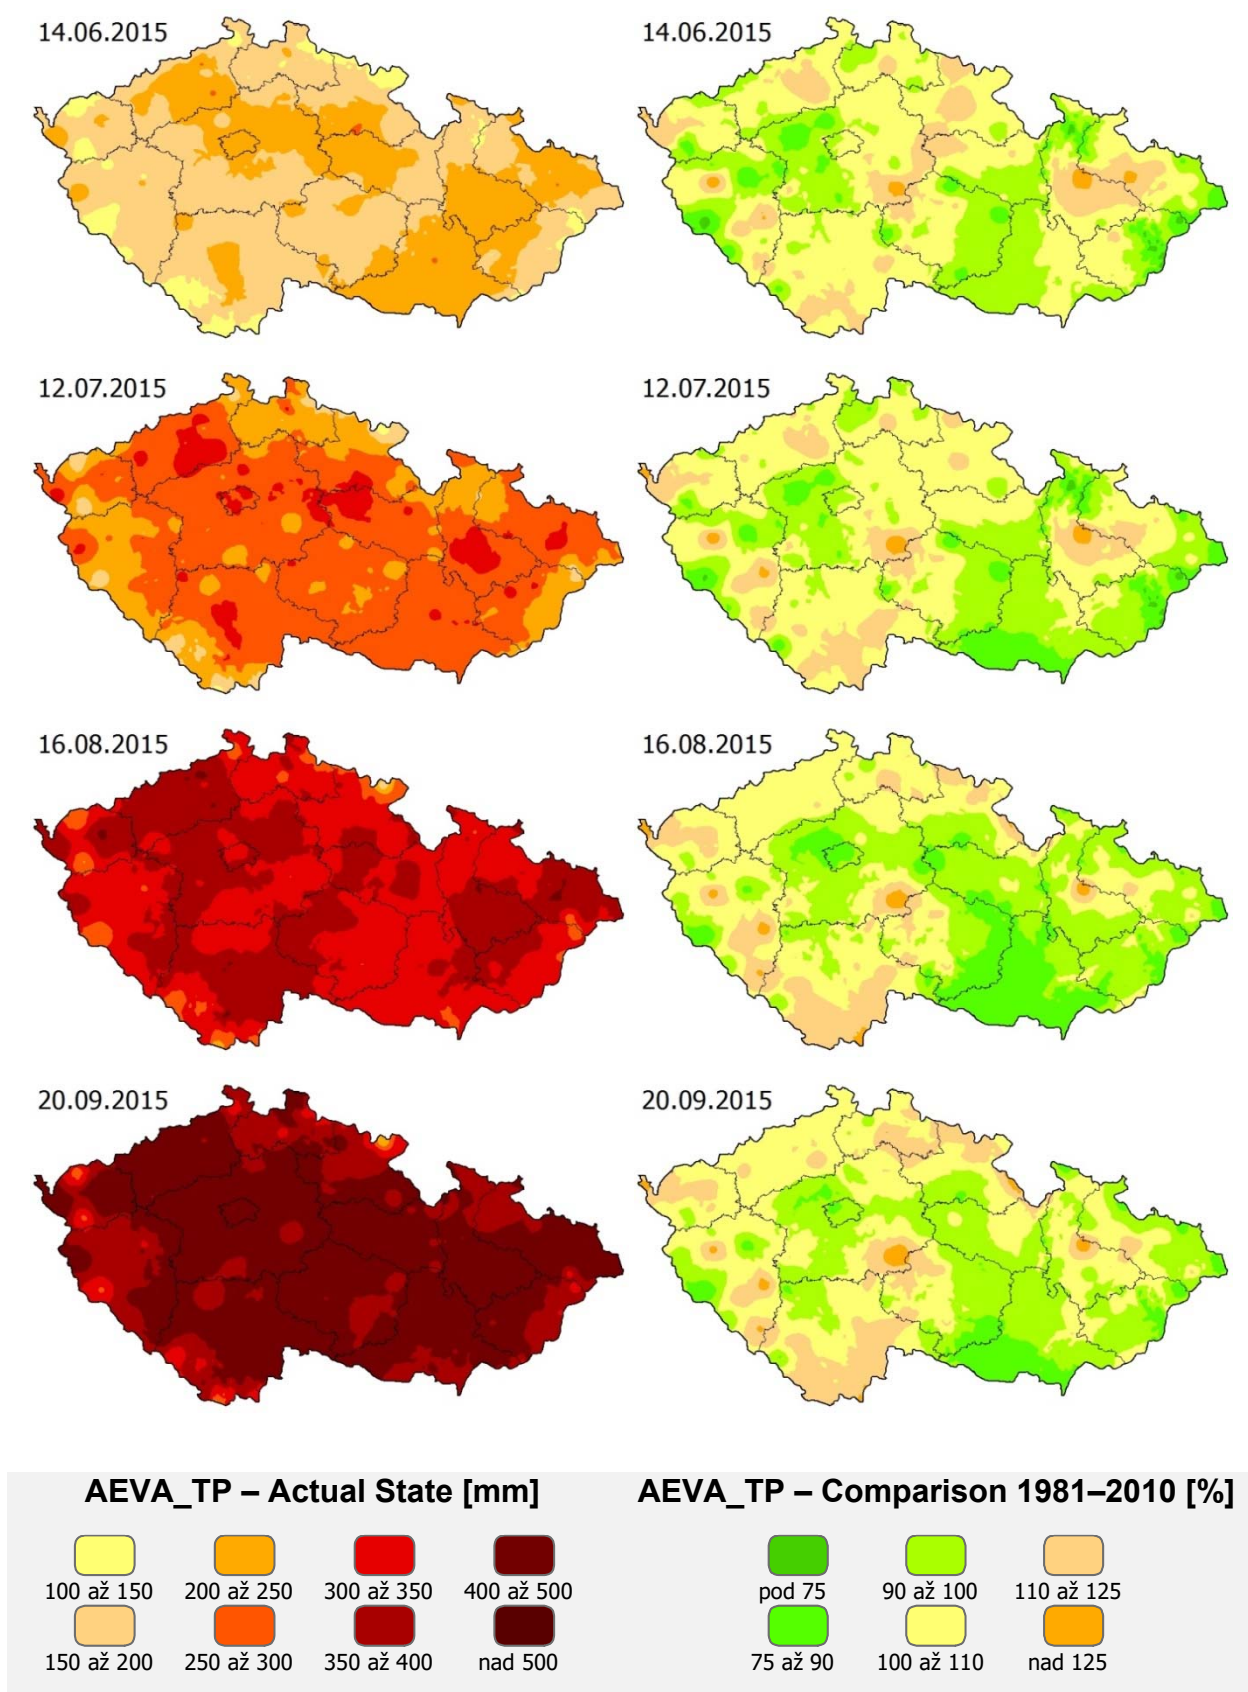 14.06.2015
14.06.2015
12.07.2015
12.07.2015
16.08.2015
16.08.2015
20.09.2015
20.09.2015
AEVA_TP – Actual State [mm]
100 až 150
200 až 250
300 až 350
400 až 500
150 až 200
250 až 300
350 až 400
nad 500
AEVA_TP – Comparison 1981–2010 [%]
pod 75
90 až 100
110 až 125
75 až 90
100 až 110
nad 125